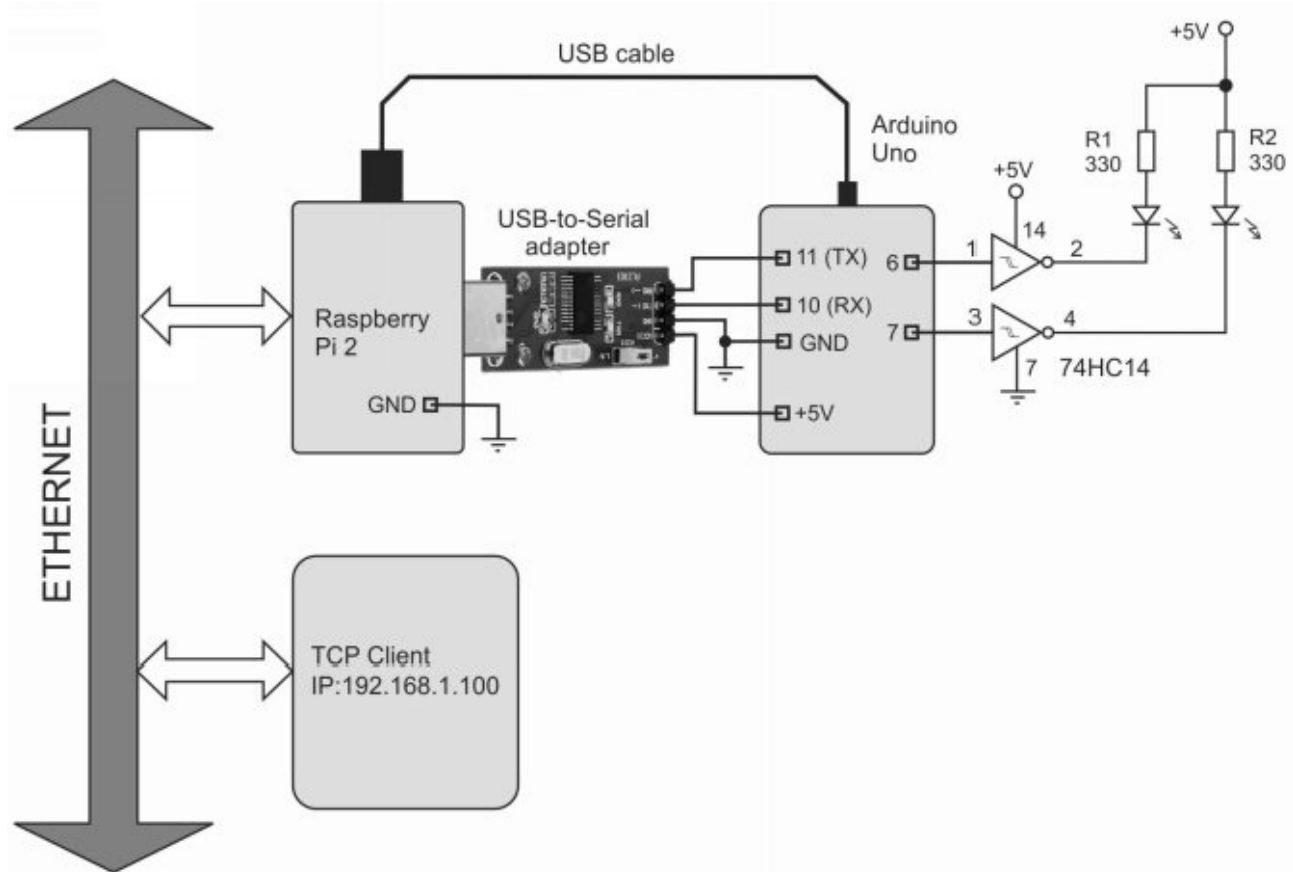 +5V
USB cable
Arduino
Uno
R1
330
R2
330
+5V
USB-to-Serial
adapter
14
11 (TX)
6
1
2
10 (RX)
Raspberry
Pi 2
7
3
4
GND
7
74HC14
GND
+5V
ETHERNET
TCP Client
IP:192.168.1.100